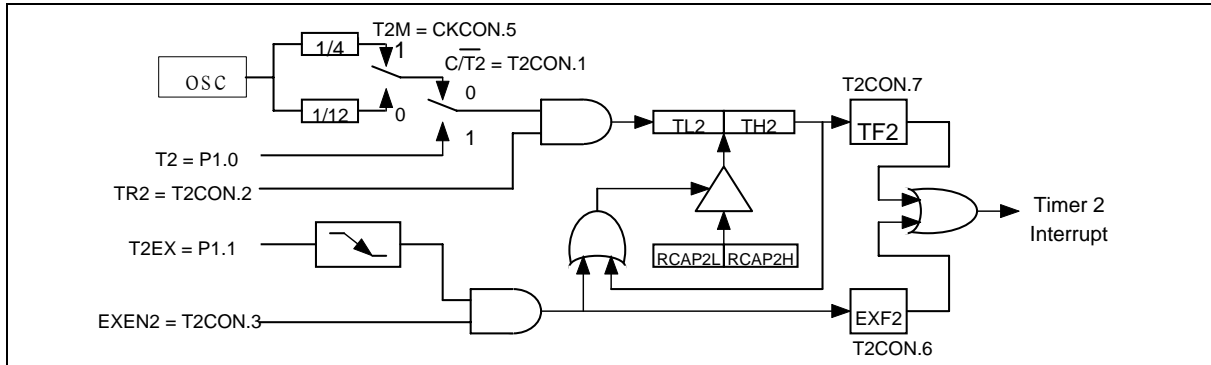 T2M = CKCON.5
1/4
1
C/T2 = T2CON.1
OSC
0
1/12
0
1
T2CON.7
TL2 TH2
TF2
T2 = P1.0
TR2 = T2CON.2
Timer 2
Interrupt
T2EX = P1.1
RCAP2L RCAP2H
EXEN2 = T2CON.3
EXF2
T2CON.6